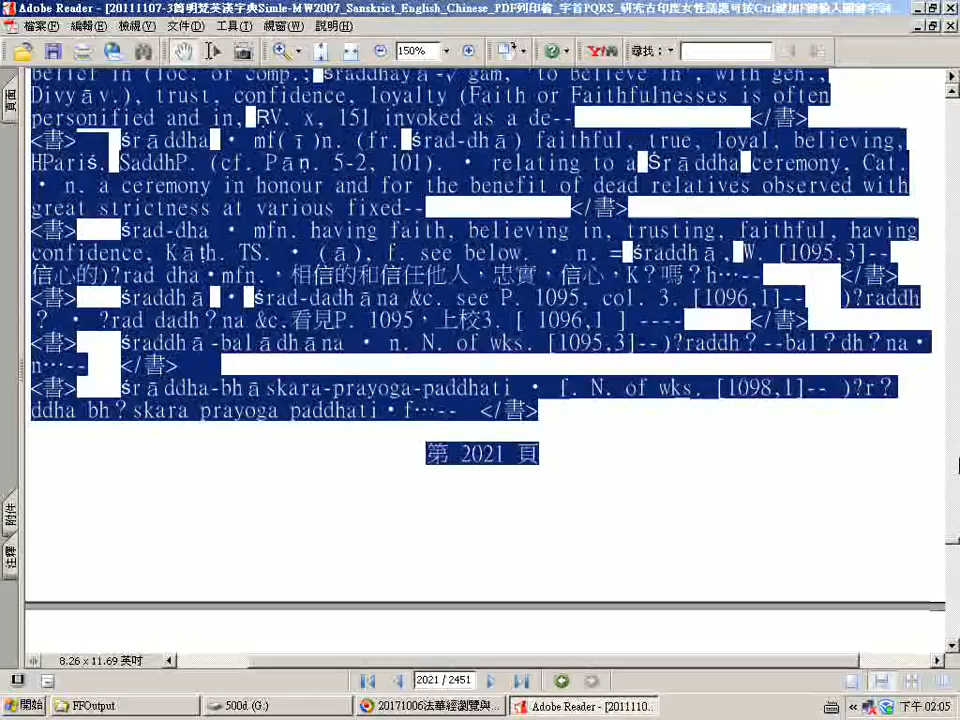 Adobe Reader - [20111107-3簡明梵英漢字典Simle-MW2007_Sanskrict_English_Chinese_PDF列印檔_字首PQRS_研究古印度女性議題可按Ctrl鍵加F鍵輸入關鍵字詞
檔案(F) 編輯(E) 檢視(V) 文件(D) 工具(T) 視窗(W) 說明(H)
150% 尋找:
頁面
belief in (loc. or comp.; śraddhayā-√ gam, "to believe in", with gen.,
Divyāv.), trust, confidence, loyalty (Faith or Faithfulnesses is often
personified and in, ṚV. x, 151 invoked as a de-- </書>
<書> śrāddha ‧ mf(ī)n. (fr. śrad-dhā) faithful, true, loyal, believing,
HPariś. SaddhP. (cf. Pāṇ. 5-2, 101). ‧ relating to a Śrāddha ceremony, Cat.
‧ n. a ceremony in honour and for the benefit of dead relatives observed with
great strictness at various fixed-- </書>
<書> śrad-dha ‧ mfn. having faith, believing in, trusting, faithful, having
confidence, Kāṭh. TS. ‧ (ā), f. see below. ‧ n. = śraddhā, W. [1095,3]--
信心的)?rad dha‧mfn.，相信的和信任他人，忠實，信心，K？嗎？h…-- </書>
<書> śraddhā ‧ śrad-dadhāna &c. see P. 1095, col. 3. [1096,1]-- )?raddh
? ‧ ?rad dadh？na &c.看見P. 1095，上校3. [ 1096,1 ] ---- </書>
<書> śraddhā-balādhāna ‧ n. N. of wks. [1095,3]--)?raddh？--bal？dh？na‧
n…-- </書>
<書> śrāddha-bhāskara-prayoga-paddhati ‧ f. N. of wks. [1098,1]-- )?r？
ddha bh？skara prayoga paddhati‧f…-- </書>
第 2021 頁
附件
注釋
8.26 x 11.69 英吋
2021 / 2451
開始 FFOutput 500d. (G:) 20171006法華經瀏覽與... Adobe Reader - [2011110... 下午 02:05